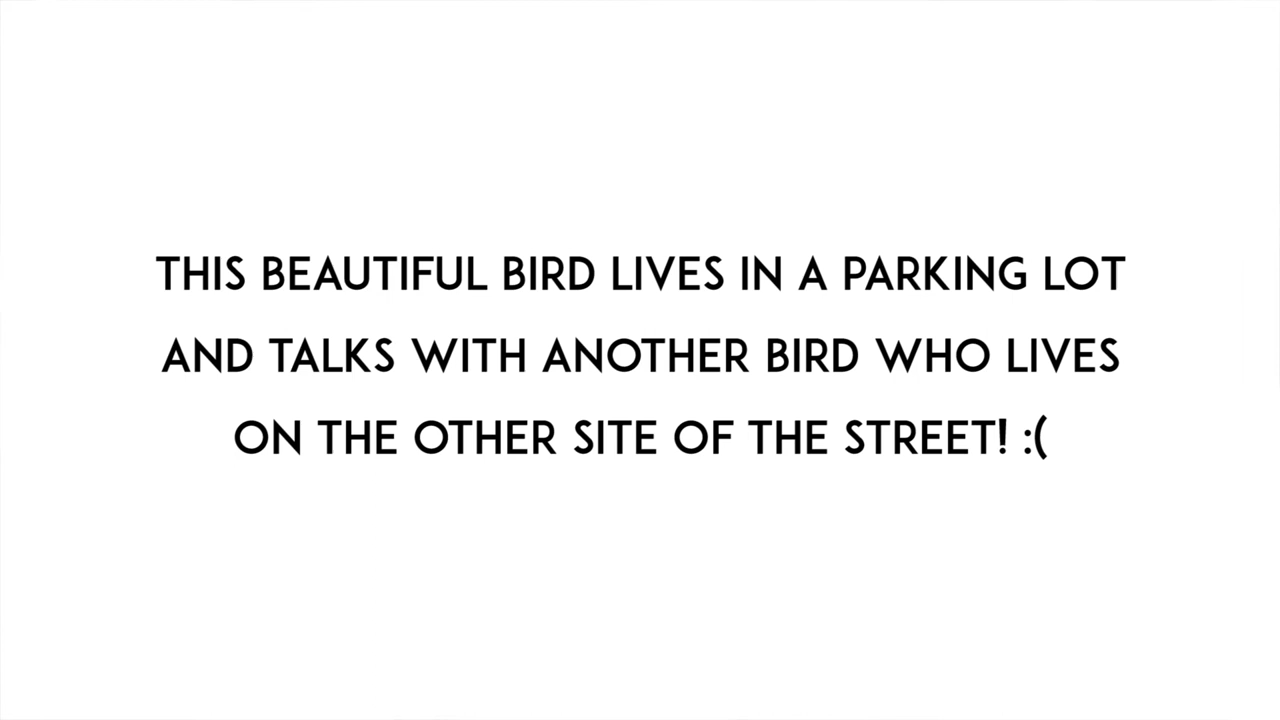 THIS BEAUTIFUL BIRD LIVES IN A PARKING LOT
AND TALKS WITH ANOTHER BIRD WHO LIVES
ON THE OTHER SITE OF THE STREET! :(